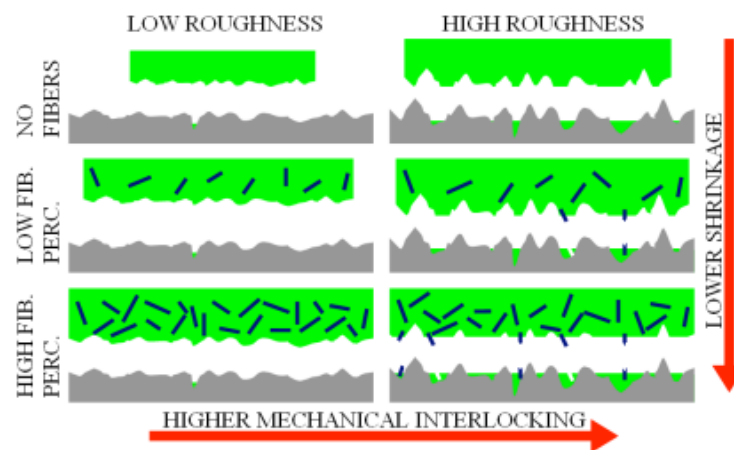 LOW ROUGHNESS
HIGH ROUGHNESS
NO
FIBERS
LOW FIB.
PERC.
HIGH FIB.
PERC.
LOWER SHRINKAGE
HIGHER MECHANICAL INTERLOCKING